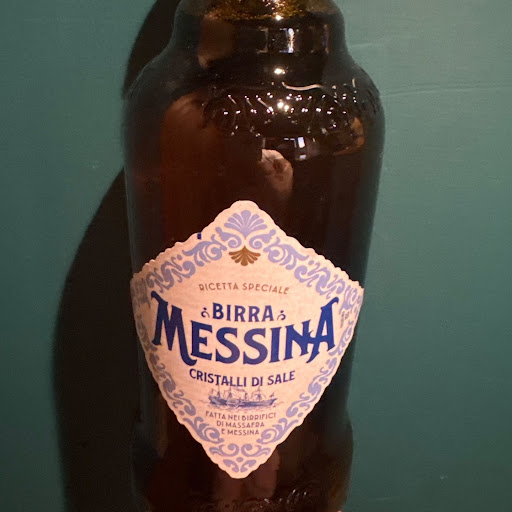 RICETTA SPECIALE
BIRRA
MESSINA
CRISTALLI DI SALE
FATTA NEI BIRRIFICI
DI MASSAFRA
E MESSINA